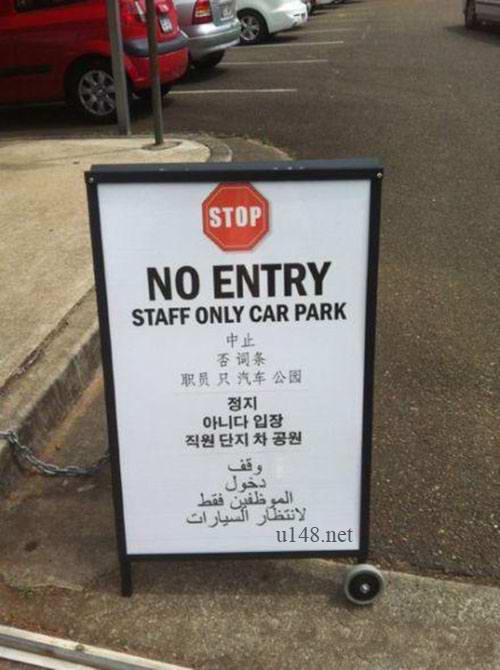 STOP
NO ENTRY
STAFF ONLY CAR PARK
中止
否 词条
职员 只 汽车 公园
정지
아니다 입장
직원 단지 차 공원
وقف
دخول
الموظفين فقط
لانتظار السيارات
u148.net